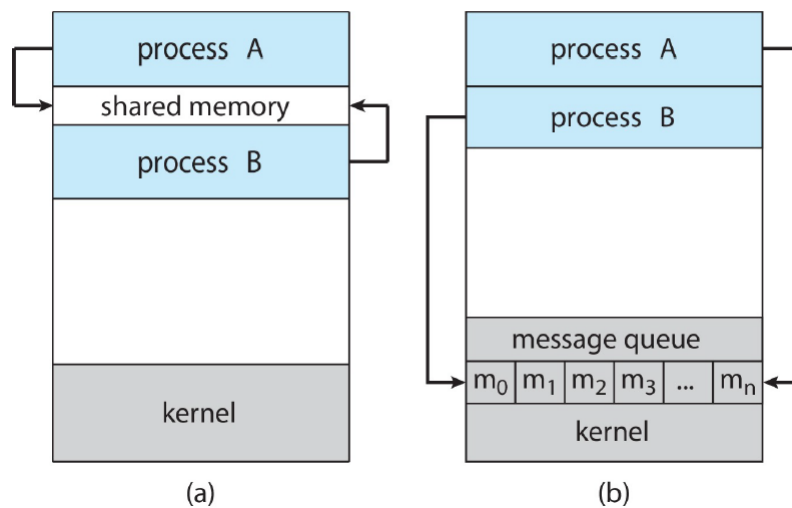 process A
shared memory
process B
kernel
(a)
process A
process B
message queue
m0 m1 m2 m3 ... mn
kernel
(b)